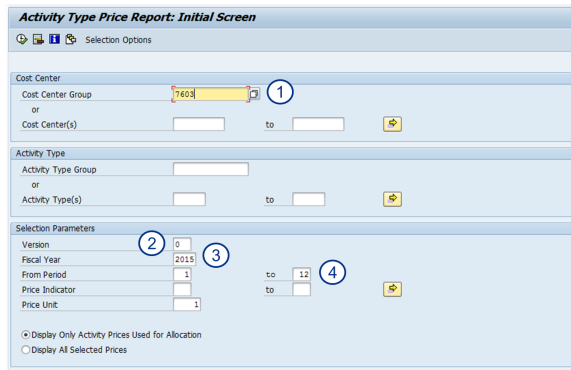 Activity Type Price Report: Initial Screen
Selection Options
Cost Center
Cost Center Group 7603 1
or
Cost Center(s) to
Activity Type
Activity Type Group
or
Activity Type(s) to
Selection Parameters
Version 2 0
Fiscal Year 2015 3
From Period 1 to 12 4
Price Indicator to
Price Unit 1
Display Only Activity Prices Used for Allocation
Display All Selected Prices